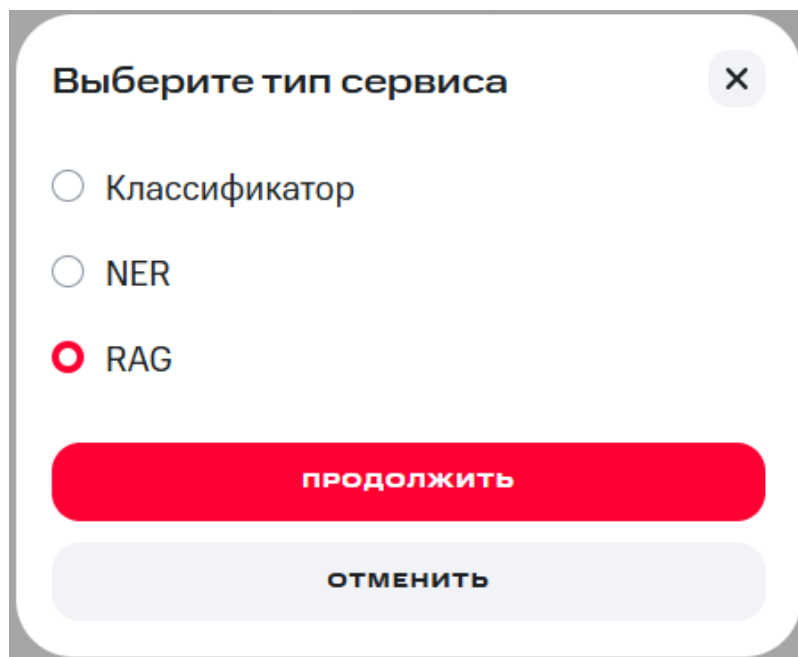 Выберите тип сервиса
Классификатор
NER
RAG
ПРОДОЛЖИТЬ
ОТМЕНИТЬ